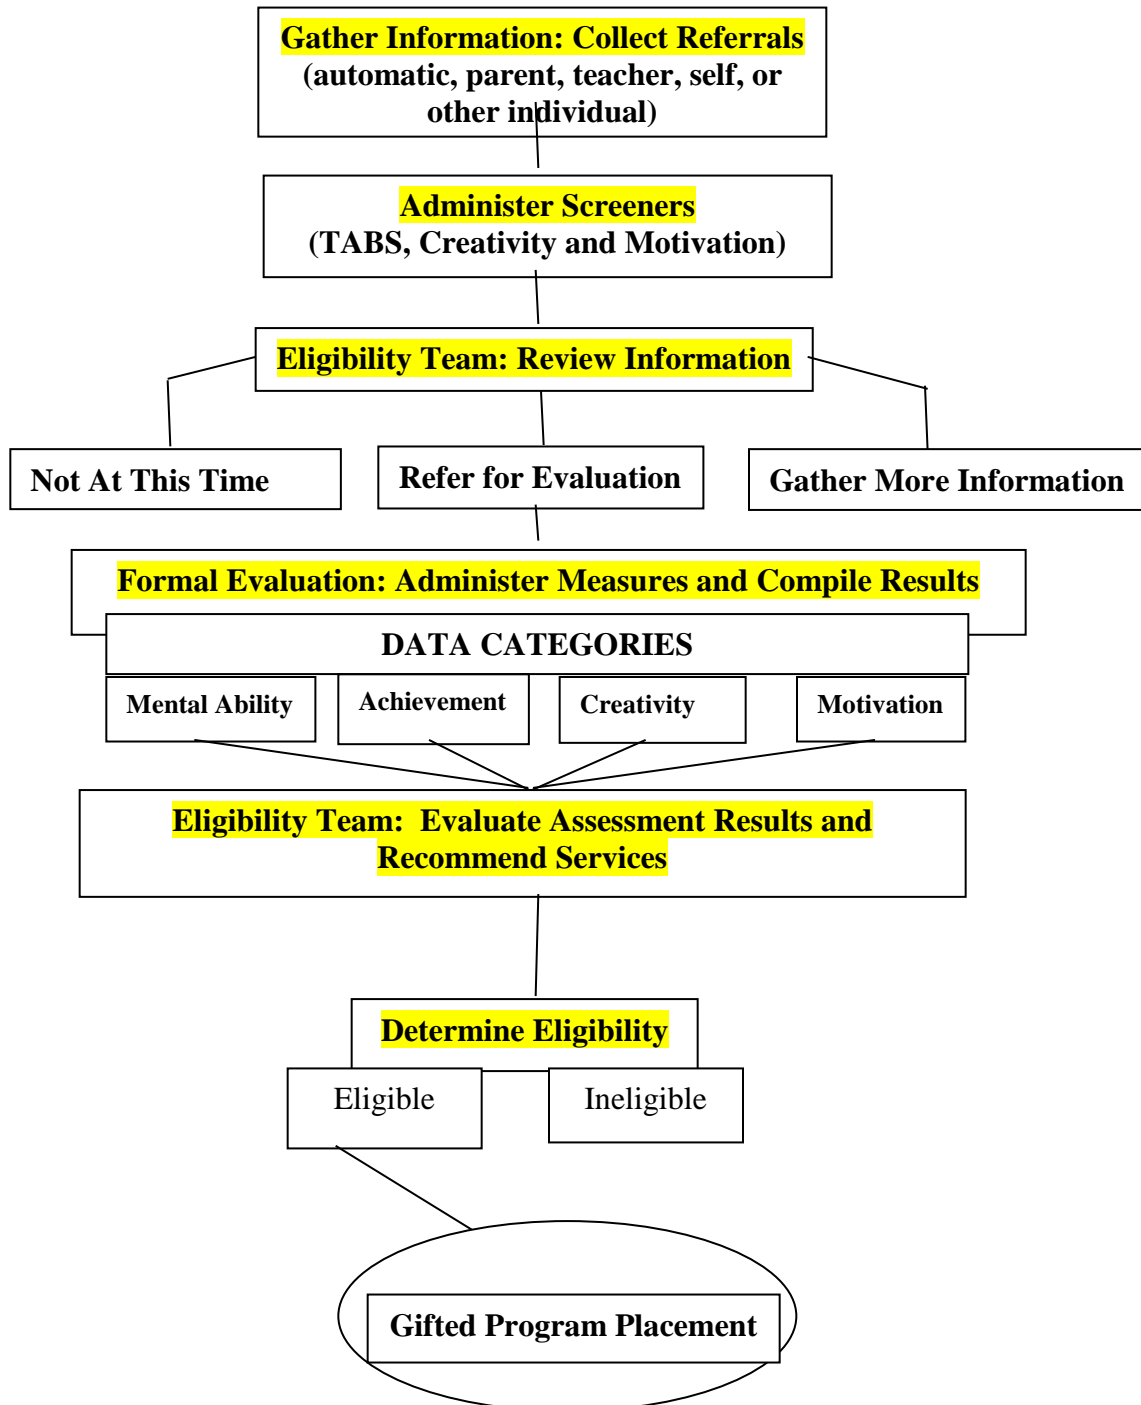 Gather Information: Collect Referrals
(automatic, parent, teacher, self, or
other individual)
Administer Screeners
(TABS, Creativity and Motivation)
Eligibility Team: Review Information
Not At This Time
Refer for Evaluation
Gather More Information
Formal Evaluation: Administer Measures and Compile Results
DATA CATEGORIES
Mental Ability
Achievement
Creativity
Motivation
Eligibility Team:  Evaluate Assessment Results and
Recommend Services
Determine Eligibility
Eligible
Ineligible
Gifted Program Placement